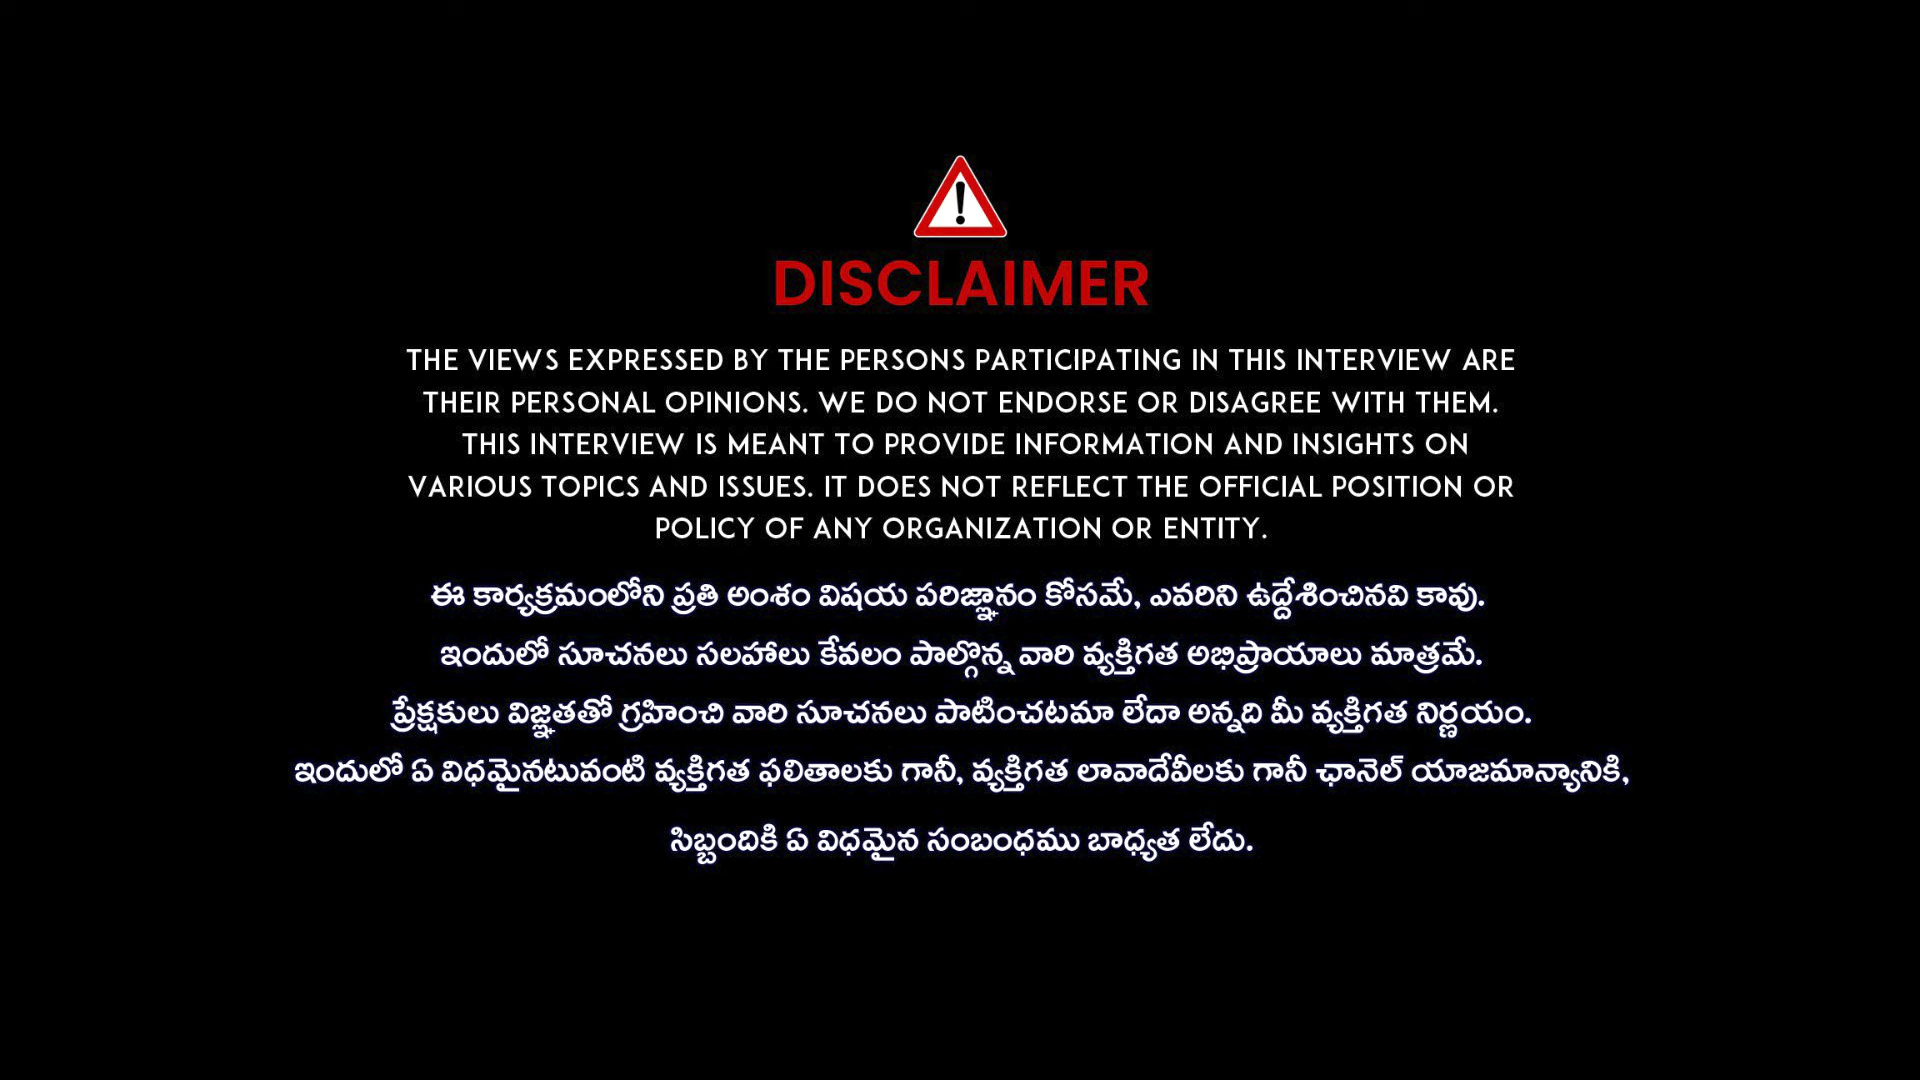 DISCLAIMER
THE VIEWS EXPRESSED BY THE PERSONS PARTICIPATING IN THIS INTERVIEW ARE
THEIR PERSONAL OPINIONS. WE DO NOT ENDORSE OR DISAGREE WITH THEM.
THIS INTERVIEW IS MEANT TO PROVIDE INFORMATION AND INSIGHTS ON
VARIOUS TOPICS AND ISSUES. IT DOES NOT REFLECT THE OFFICIAL POSITION OR
POLICY OF ANY ORGANIZATION OR ENTITY.
ఈ కార్యక్రమంలోని ప్రతి అంశం విషయ పరిజ్ఞానం కోసమే, ఎవరిని ఉద్దేశించినవి కావు.
ఇందులో సూచనలు సలహాలు కేవలం పాల్గొన్న వారి వ్యక్తిగత అభిప్రాయాలు మాత్రమే.
ప్రేక్షకులు విజ్ఞతతో గ్రహించి వారి సూచనలు పాటించటమా లేదా అన్నది మీ వ్యక్తిగత నిర్ణయం.
ఇందులో ఏ విధమైనటువంటి వ్యక్తిగత ఫలితాలకు గానీ, వ్యక్తిగత లావాదేవీలకు గానీ ఛానెల్ యాజమాన్యానికి,
సిబ్బందికి ఏ విధమైన సంబంధము బాధ్యత లేదు.